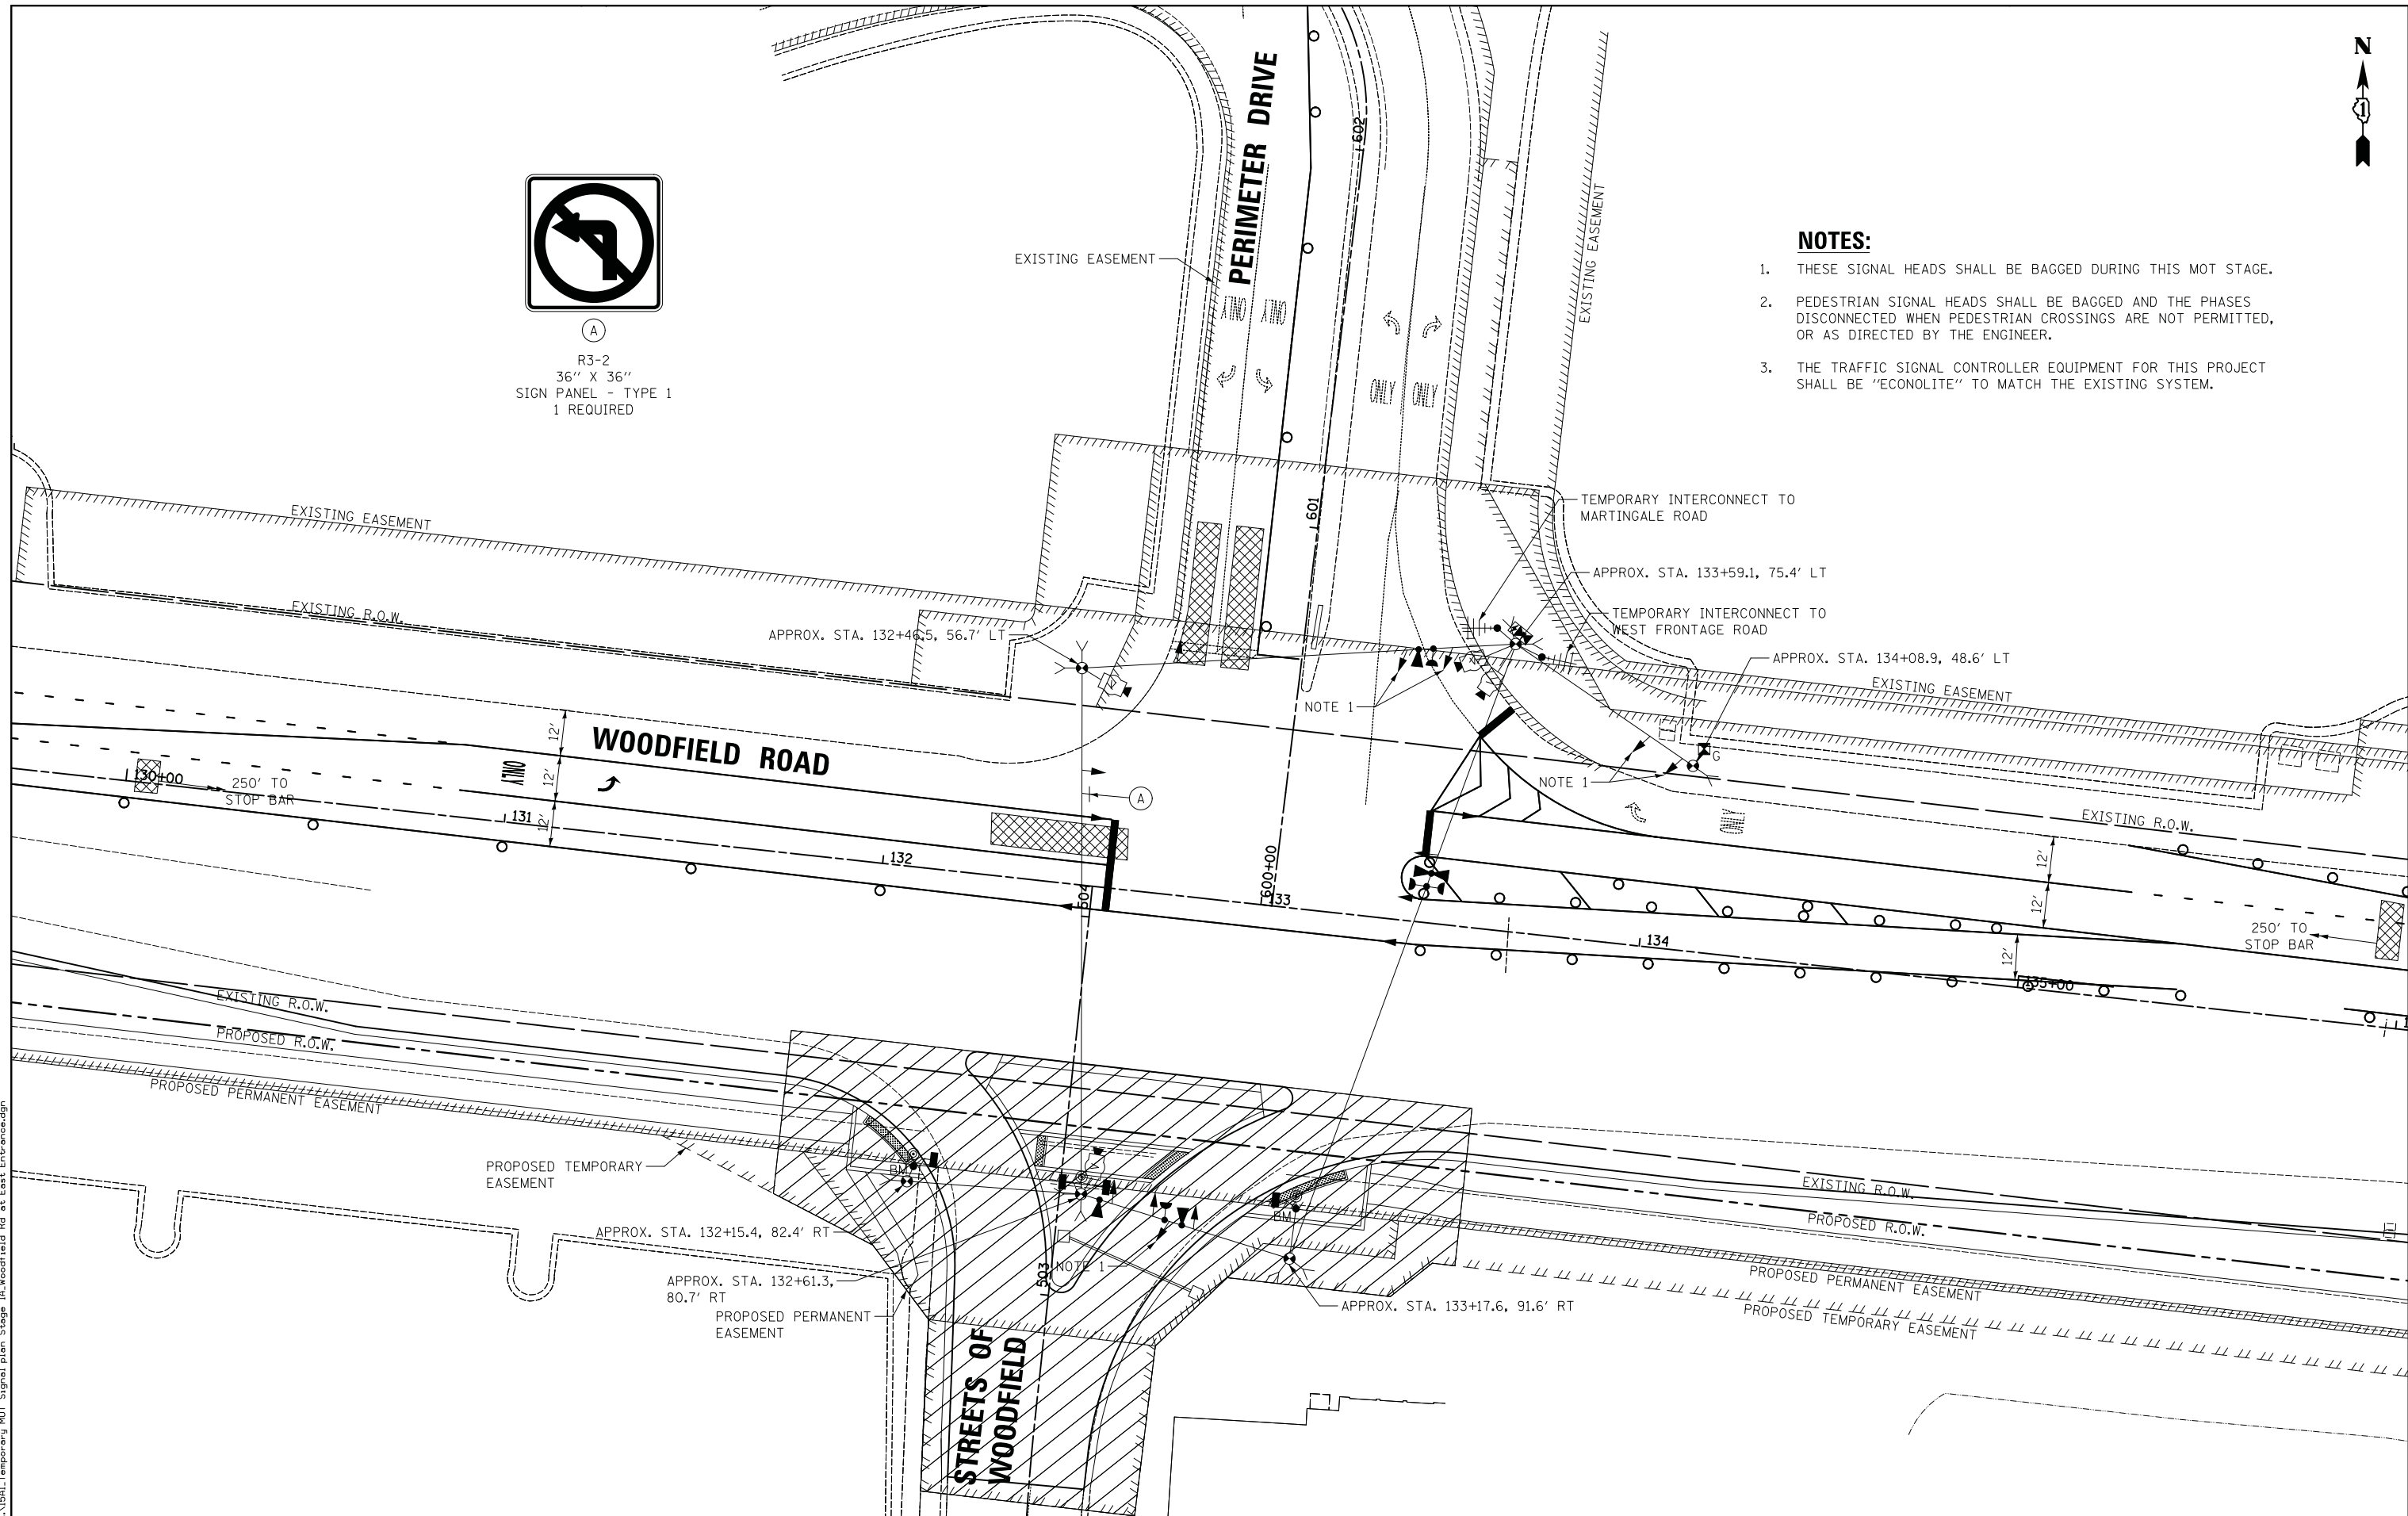 N
1
PERIMETER DRIVE
602
EXISTING EASEMENT
EXISTING EASEMENT
NOTES:
1. THESE SIGNAL HEADS SHALL BE BAGGED DURING THIS MOT STAGE.
2. PEDESTRIAN SIGNAL HEADS SHALL BE BAGGED AND THE PHASES
DISCONNECTED WHEN PEDESTRIAN CROSSINGS ARE NOT PERMITTED,
OR AS DIRECTED BY THE ENGINEER.
3. THE TRAFFIC SIGNAL CONTROLLER EQUIPMENT FOR THIS PROJECT
SHALL BE "ECONOLITE" TO MATCH THE EXISTING SYSTEM.
A
R3-2
36" X 36"
SIGN PANEL - TYPE 1
1 REQUIRED
ONLY
ONLY
ONLY
ONLY
601
TEMPORARY INTERCONNECT TO
MARTINGALE ROAD
APPROX. STA. 133+59.1, 75.4' LT
TEMPORARY INTERCONNECT TO
WEST FRONTAGE ROAD
APPROX. STA. 134+08.9, 48.6' LT
EXISTING EASEMENT
EXISTING EASEMENT
EXISTING R.O.W.
APPROX. STA. 132+46.5, 56.7' LT
NOTE 1
NOTE 1
G
WOODFIELD ROAD
12'
12'
12'
ONLY
130+00
250' TO
STOP BAR
131
132
A
504
600+00
133
ONLY
134
EXISTING R.O.W.
12'
12'
12'
250' TO
STOP BAR
135+00
EXISTING R.O.W.
PROPOSED R.O.W.
PROPOSED PERMANENT EASEMENT
PROPOSED TEMPORARY
EASEMENT
BM
BM
APPROX. STA. 132+15.4, 82.4' RT
APPROX. STA. 132+61.3,
80.7' RT
PROPOSED PERMANENT
EASEMENT
503
NOTE 1
APPROX. STA. 133+17.6, 91.6' RT
EXISTING R.O.W.
PROPOSED R.O.W.
PROPOSED PERMANENT EASEMENT
PROPOSED TEMPORARY EASEMENT
STREETS OF
WOODFIELD